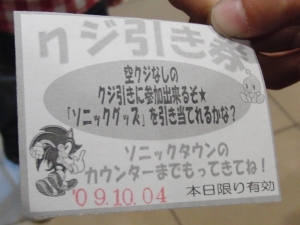 クジ引き祭
空クジなしの
クジ引きに参加出来るぞ★
「ソニックグッズ」を引き当てれるかな?
ソニックタウンの
カウンターまでもってきてね!
'09.10.04
本日限り有効